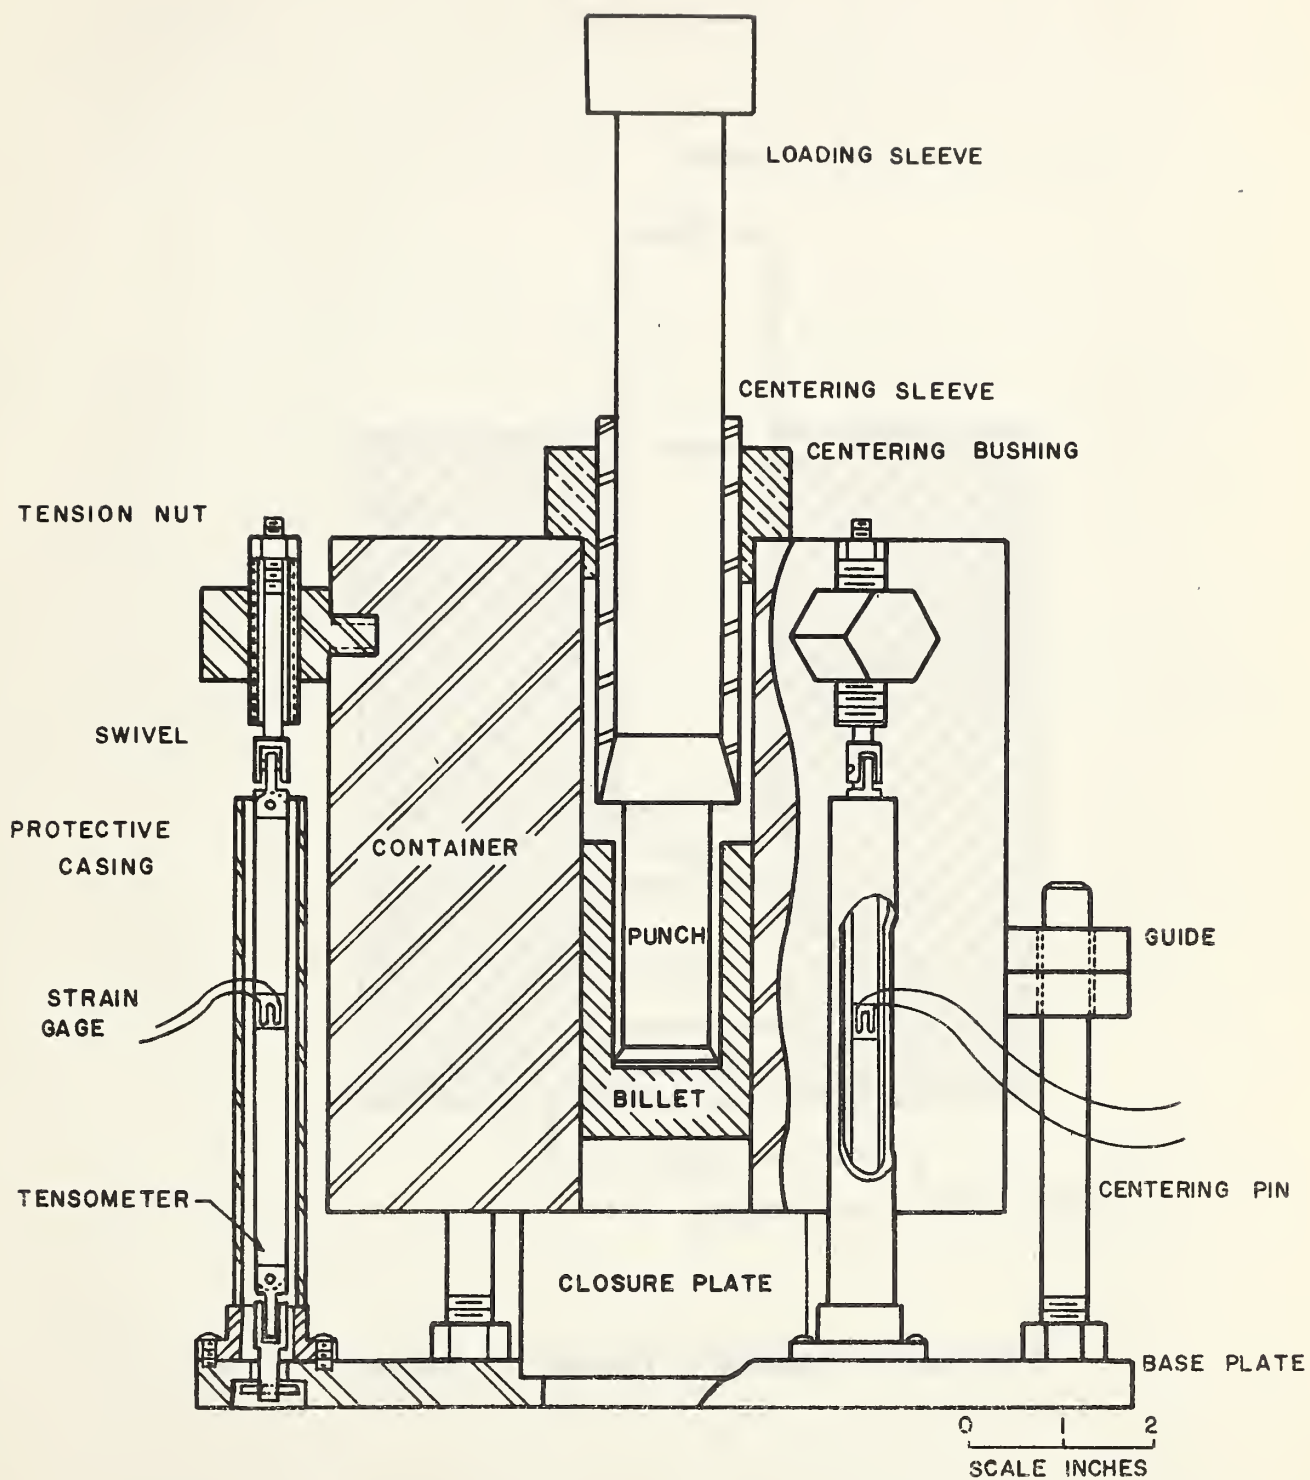 LOADING SLEEVE
CENTERING SLEEVE
CENTERING BUSHING
TENSION NUT
SWIVEL
PROTECTIVE
CASING
CONTAINER
PUNCH
GUIDE
STRAIN
GAGE
BILLET
TENSOMETER
CENTERING PIN
CLOSURE PLATE
BASE PLATE
0 1 2
SCALE INCHES